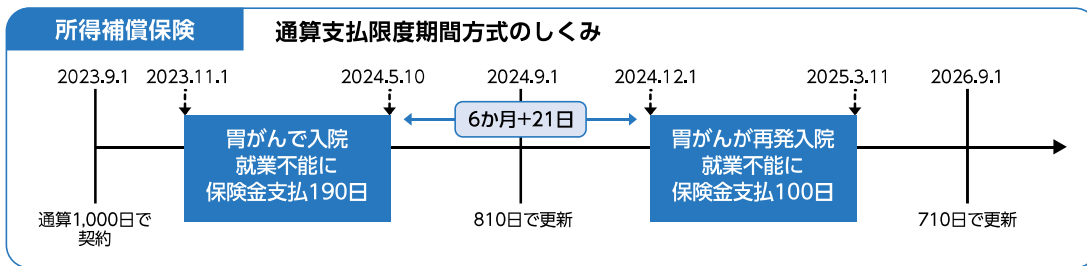 所得補償保険
通算支払限度期間方式のしくみ
2023.9.1
2023.11.1
2024.5.10
2024.9.1
2024.12.1
2025.3.11
2026.9.1
6か月+21日
胃がんで入院
就業不能に
保険金支払190日
胃がんが再発入院
就業不能に
保険金支払100日
通算1,000日で
契約
810日で更新
710日で更新